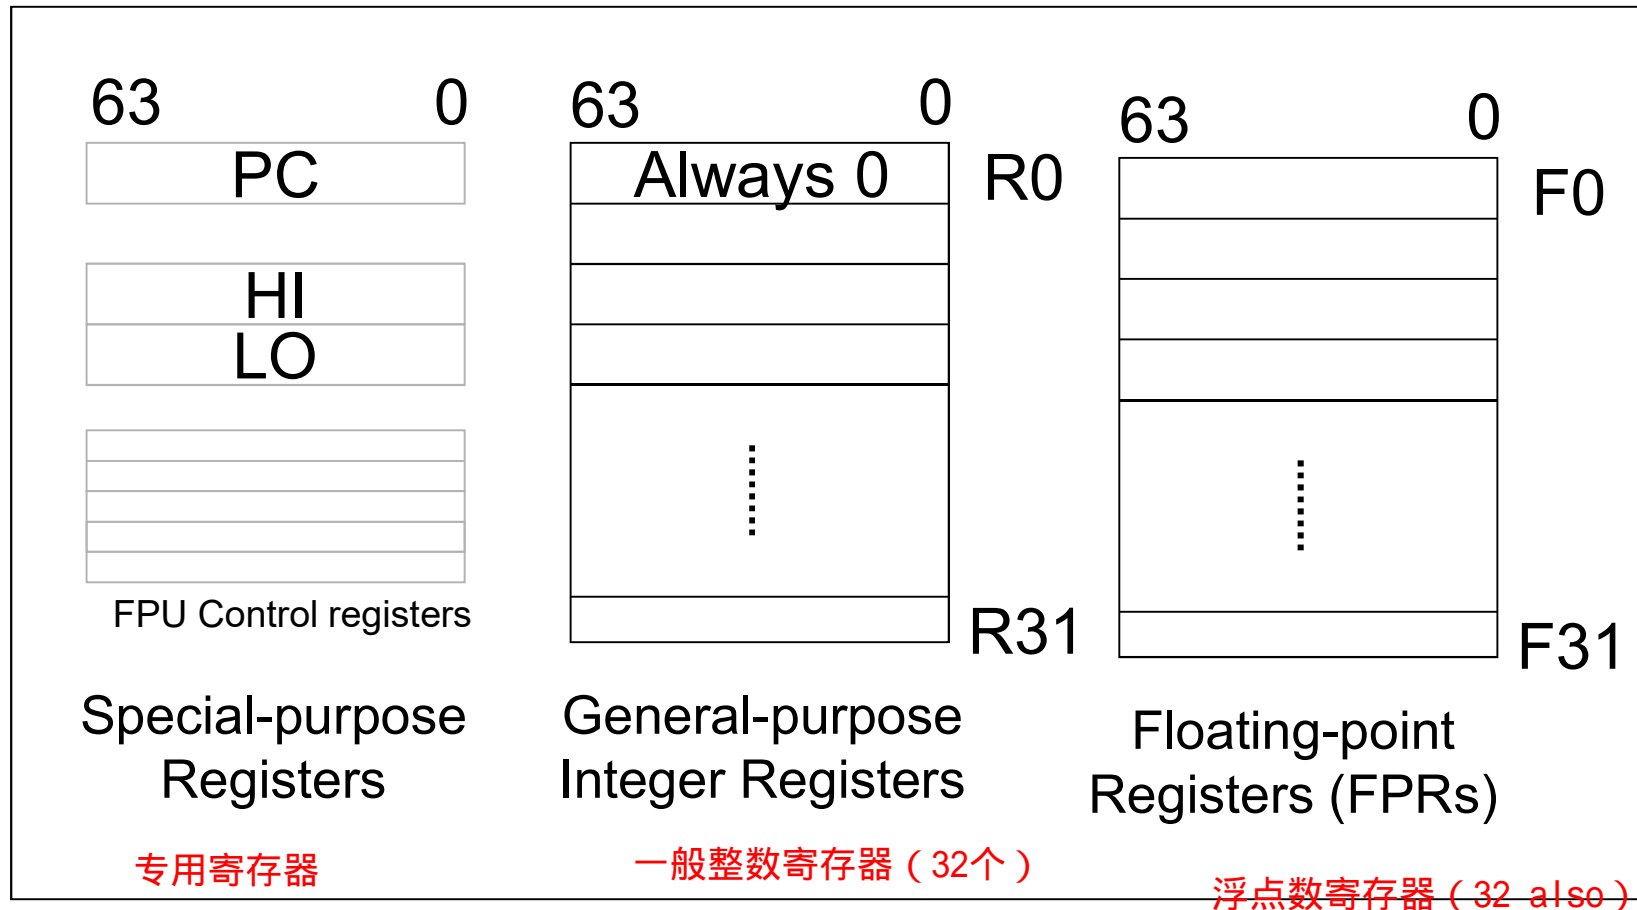 63 0
PC
HI
LO
FPU Control registers
Special-purpose
Registers
专用寄存器
63 0
Always 0 R0
R31
General-purpose
Integer Registers
一般整数寄存器（32个）
63 0
F0
F31
Floating-point
Registers (FPRs)
浮点数寄存器（32 also）